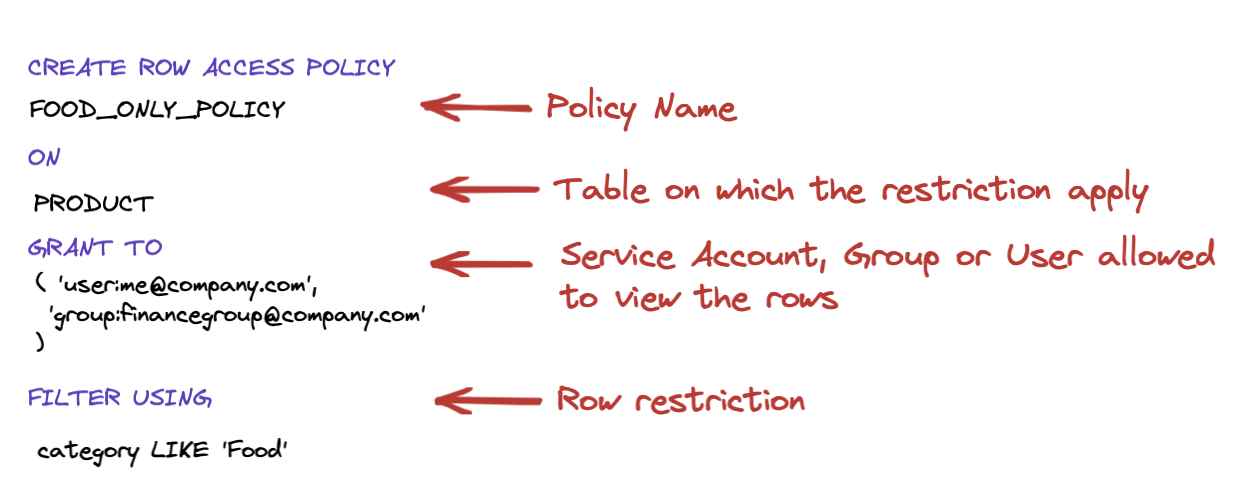 CREATE ROW ACCESS POLICY
FOOD_ONLY_POLICY
Policy Name
ON
PRODUCT
Table on which the restriction apply
GRANT TO
( 'user:me@company.com',
'group:financegroup@company.com'
)
Service Account, Group or User allowed
to view the rows
FILTER USING
Row restriction
category LIKE 'Food'